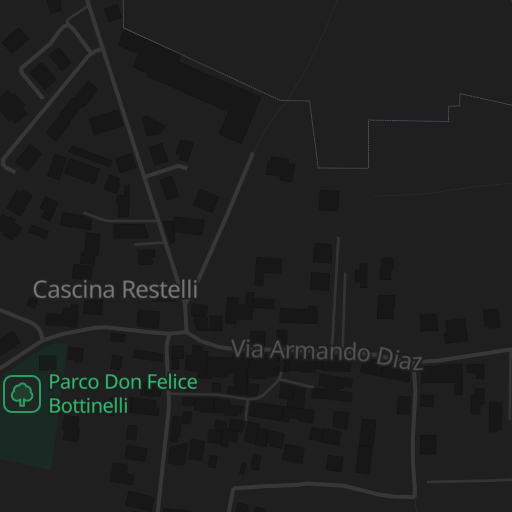 Cascina Restelli
Via Armando Diaz
Parco Don Felice
Bottinelli